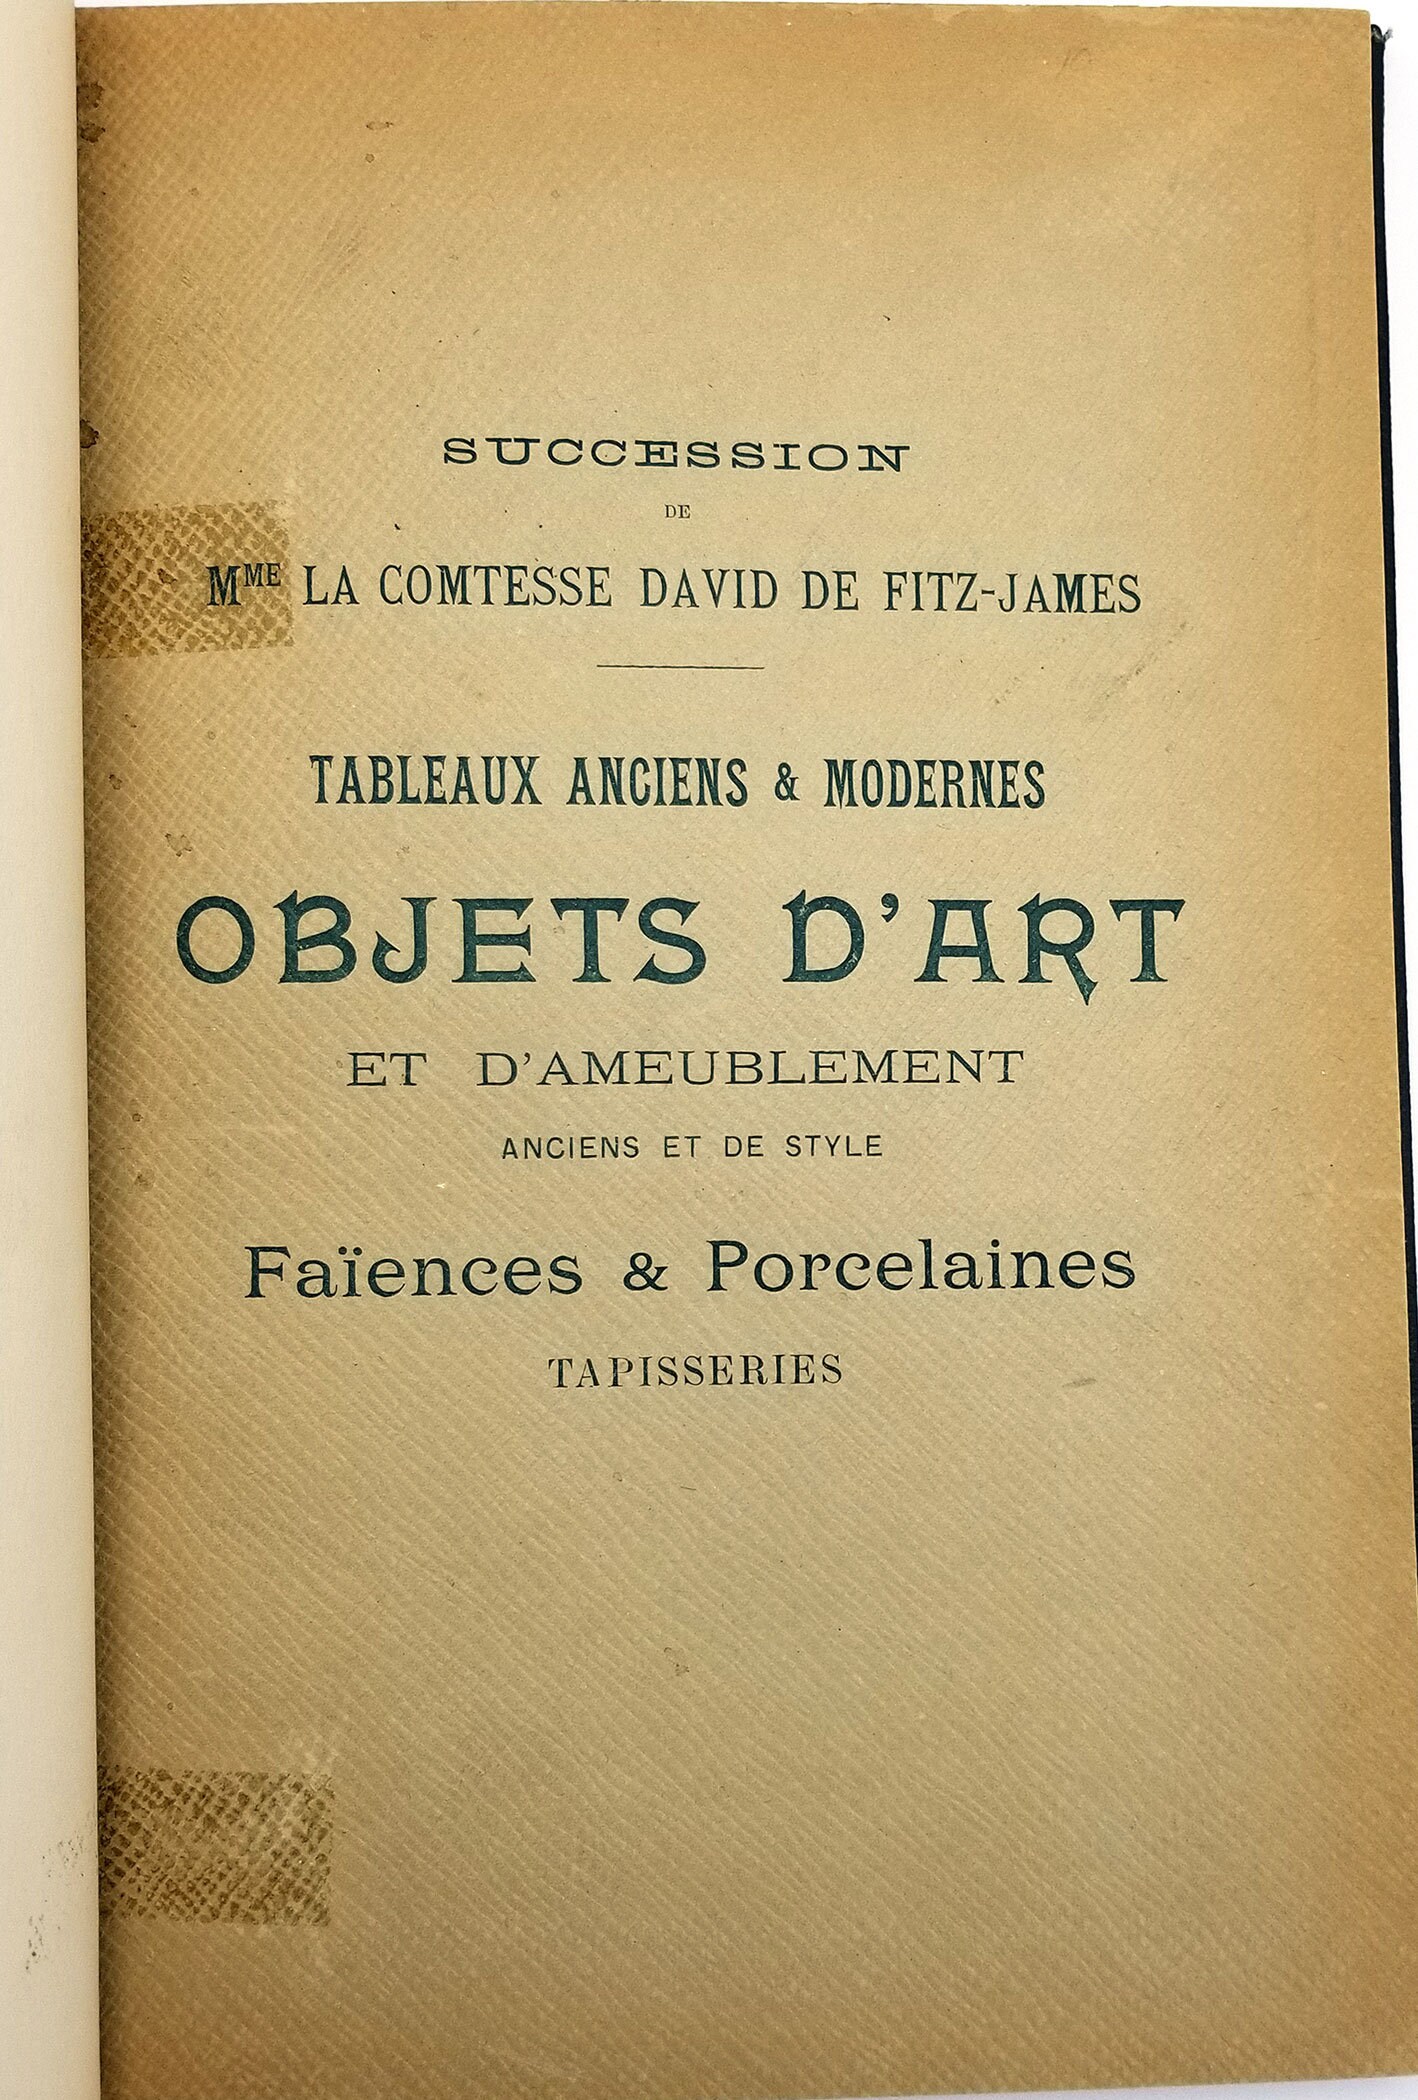 SUCCESSION
DE
MME LA COMTESSE DAVID DE FITZ-JAMES
TABLEAUX ANCIENS & MODERNES
OBJETS D'ART
ET D'AMEUBLEMENT
ANCIENS ET DE STYLE
Faïences & Porcelaines
TAPISSERIES